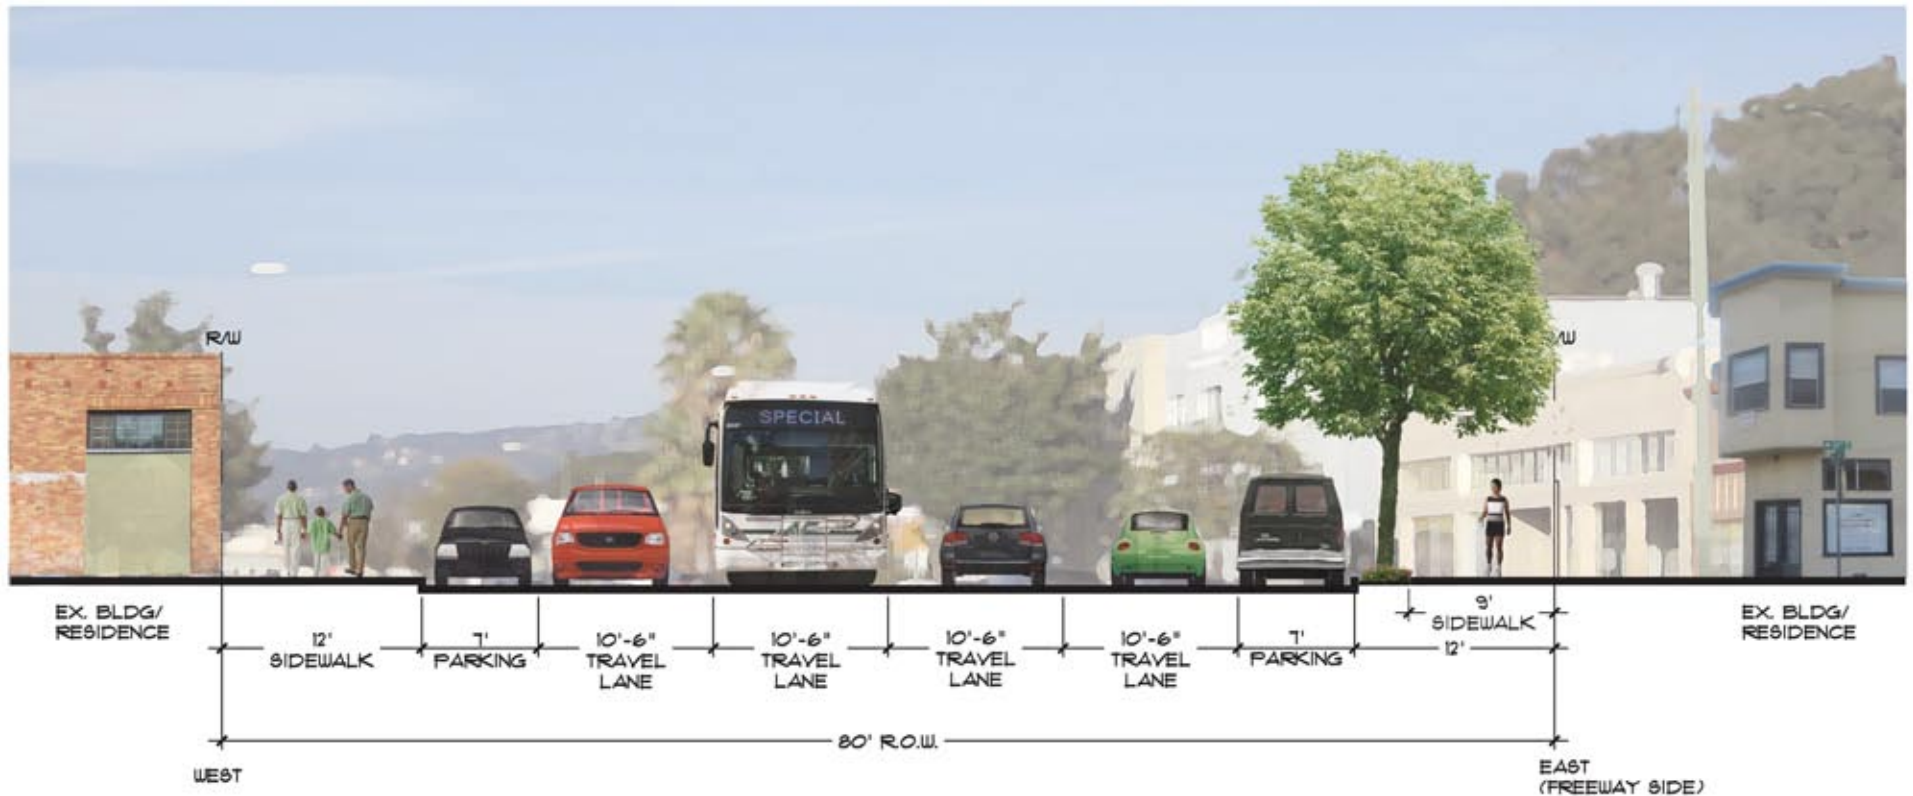 R/W
/W
SPECIAL
EX. BLDG/
RESIDENCE
12'
SIDEWALK
7'
PARKING
10'-6"
TRAVEL
LANE
10'-6"
TRAVEL
LANE
10'-6"
TRAVEL
LANE
10'-6"
TRAVEL
LANE
7'
PARKING
9'
SIDEWALK
12'
EX. BLDG/
RESIDENCE
80' R.O.W.
WEST
EAST
(FREEWAY SIDE)